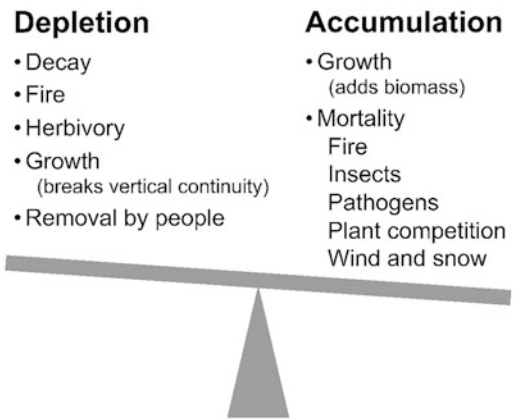 Depletion
• Decay
• Fire
• Herbivory
• Growth
(breaks vertical continuity)
• Removal by people
Accumulation
• Growth
(adds biomass)
• Mortality
Fire
Insects
Pathogens
Plant competition
Wind and snow